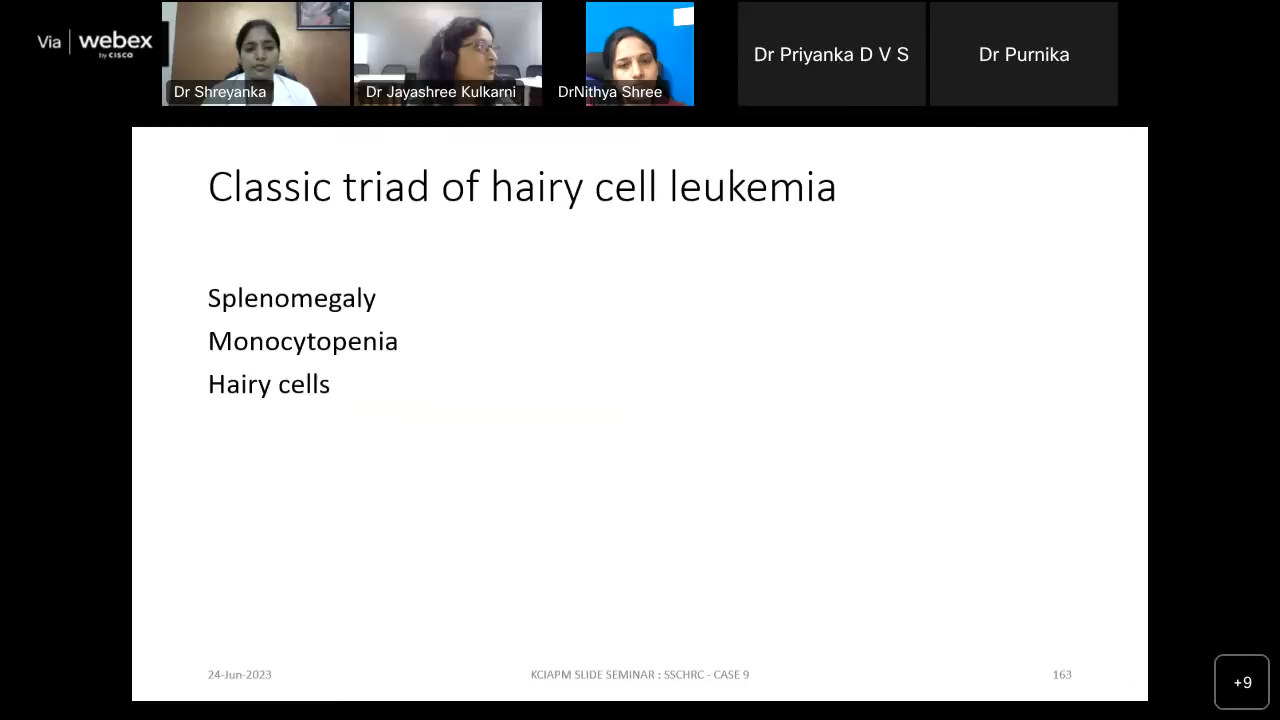 Via | webex
by CISCO
Dr Shreyanka
Dr Jayashree Kulkarni
DrNithya Shree
Dr Priyanka D V S
Dr Purnika
Classic triad of hairy cell leukemia
Splenomegaly
Monocytopenia
Hairy cells
24-Jun-2023
KCIAPM SLIDE SEMINAR : SSCHRC - CASE 9
163
+9